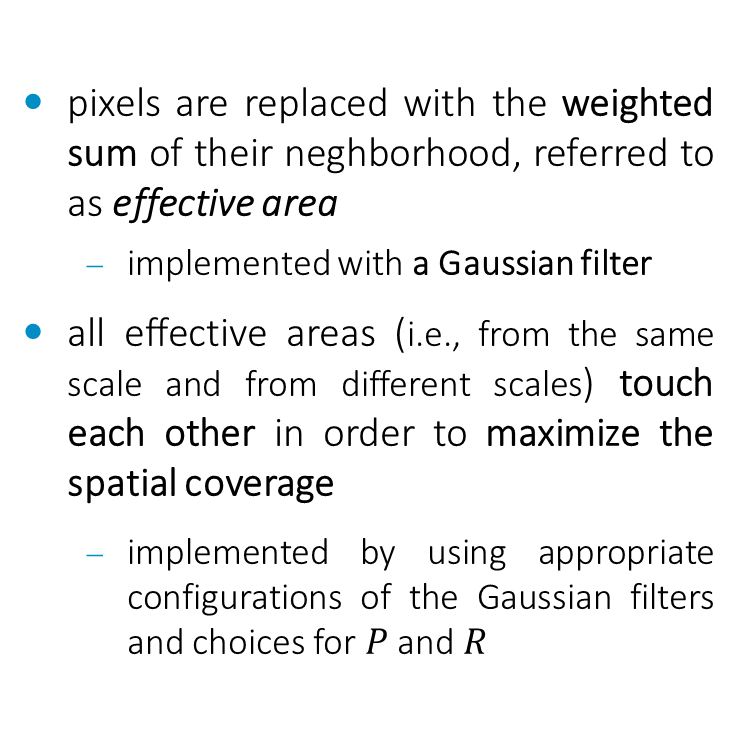 • pixels are replaced with the weighted
sum of their neghborhood, referred to
as effective area
– implemented with a Gaussian filter
• all effective areas (i.e., from the same
scale and from different scales) touch
each other in order to maximize the
spatial coverage
– implemented by using appropriate
configurations of the Gaussian filters
and choices for P and R